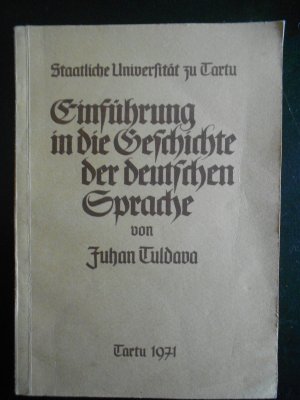 Staatliche Universität zu Tartu
Einführung
in die Geschichte
der deutschen
Sprache
von
Juhan Tuldava
Tartu 1971